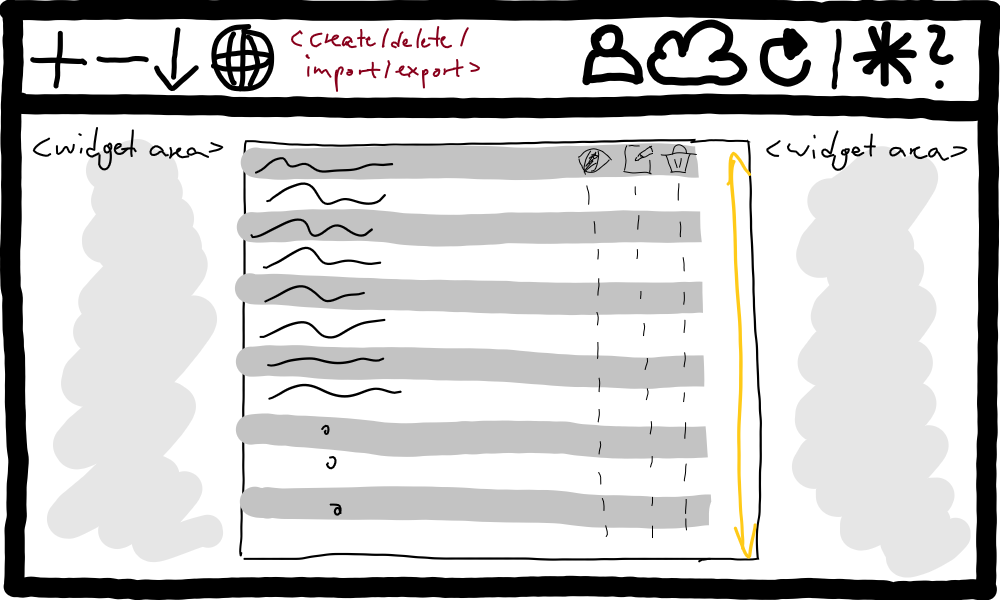 <create/delete/
import/export>
?
<widget area>
<widget area>